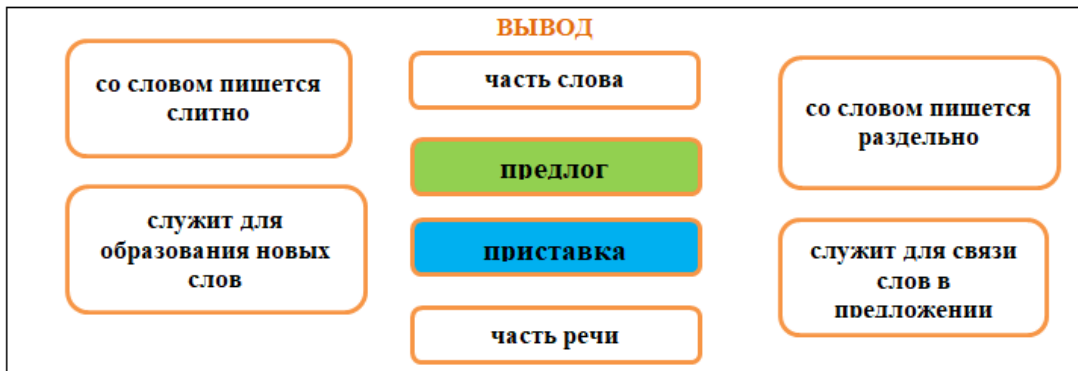 ВЫВОД
со словом пишется
слитно
служит для
образования новых
слов
часть слова
предлог
приставка
часть речи
со словом пишется
раздельно
служит для связи
слов в
предложении